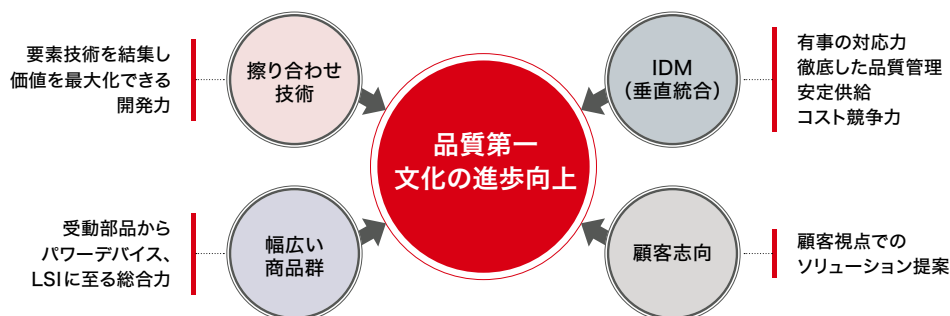 要素技術を結集し
価値を最大化できる
開発力
擦り合わせ
技術
IDM
（垂直統合）
有事の対応力
徹底した品質管理
安定供給
コスト競争力
品質第一
文化の進歩向上
受動部品から
パワーデバイス、
LSIに至る総合力
幅広い
商品群
顧客志向
顧客視点での
ソリューション提案